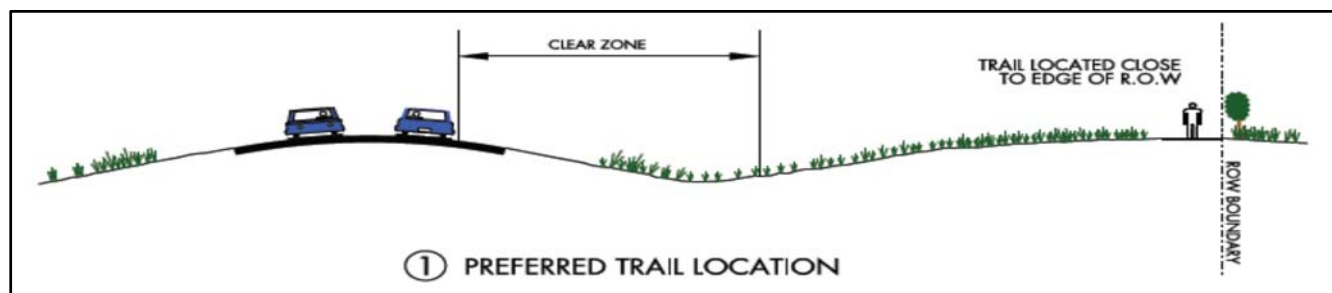 CLEAR ZONE
TRAIL LOCATED CLOSE
TO EDGE OF R.O.W
ROW BOUNDARY
1 PREFERRED TRAIL LOCATION